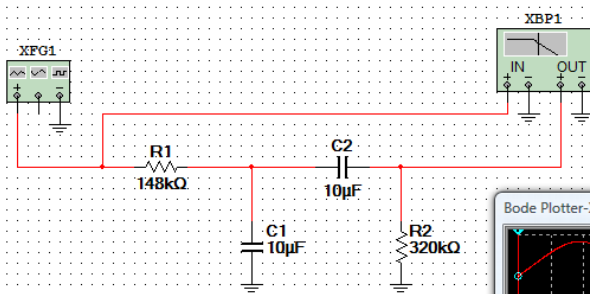 XBP1
XFG1
IN OUT
+ − + −
+ −
R1
148kΩ
C2
10µF
C1
10µF
R2
320kΩ
Bode Plotter-